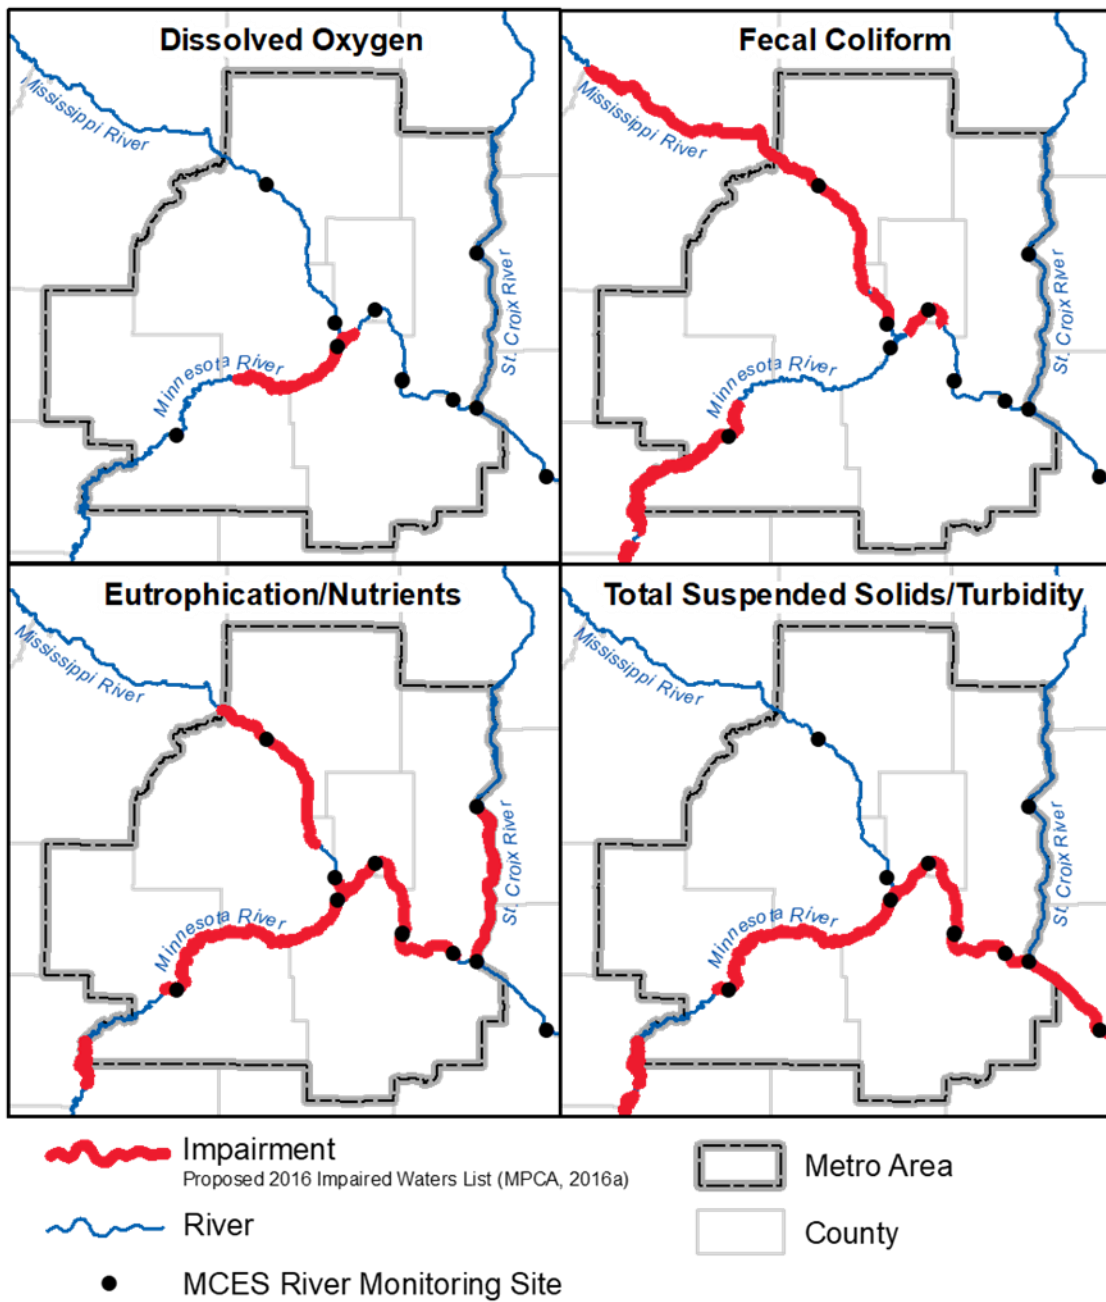 Dissolved Oxygen
Mississippi River
Minnesota River
St. Croix River
Fecal Coliform
Mississippi River
Minnesota River
St. Croix River
Eutrophication/Nutrients
Mississippi River
Minnesota River
St. Croix River
Total Suspended Solids/Turbidity
Mississippi River
Minnesota River
St. Croix River
Impairment
Proposed 2016 Impaired Waters List (MPCA, 2016a)
River
MCES River Monitoring Site
Metro Area
County